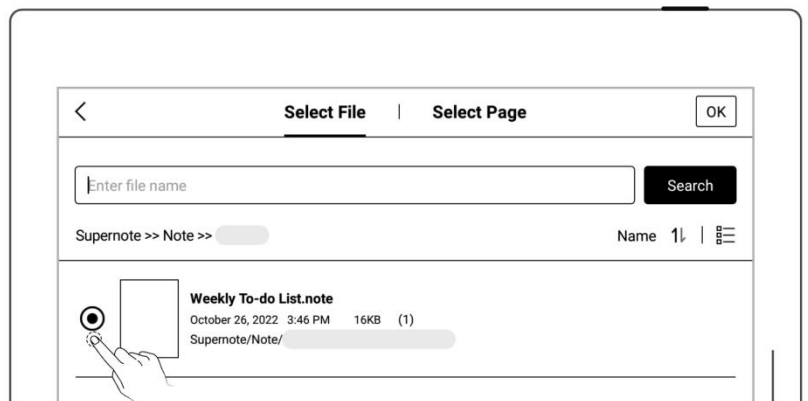 Select File | Select Page OK
Enter file name Search
Supernote >> Note >> Name
Weekly To-do List.note
October 26, 2022 3:46 PM 16KB (1)
Supernote/Note/